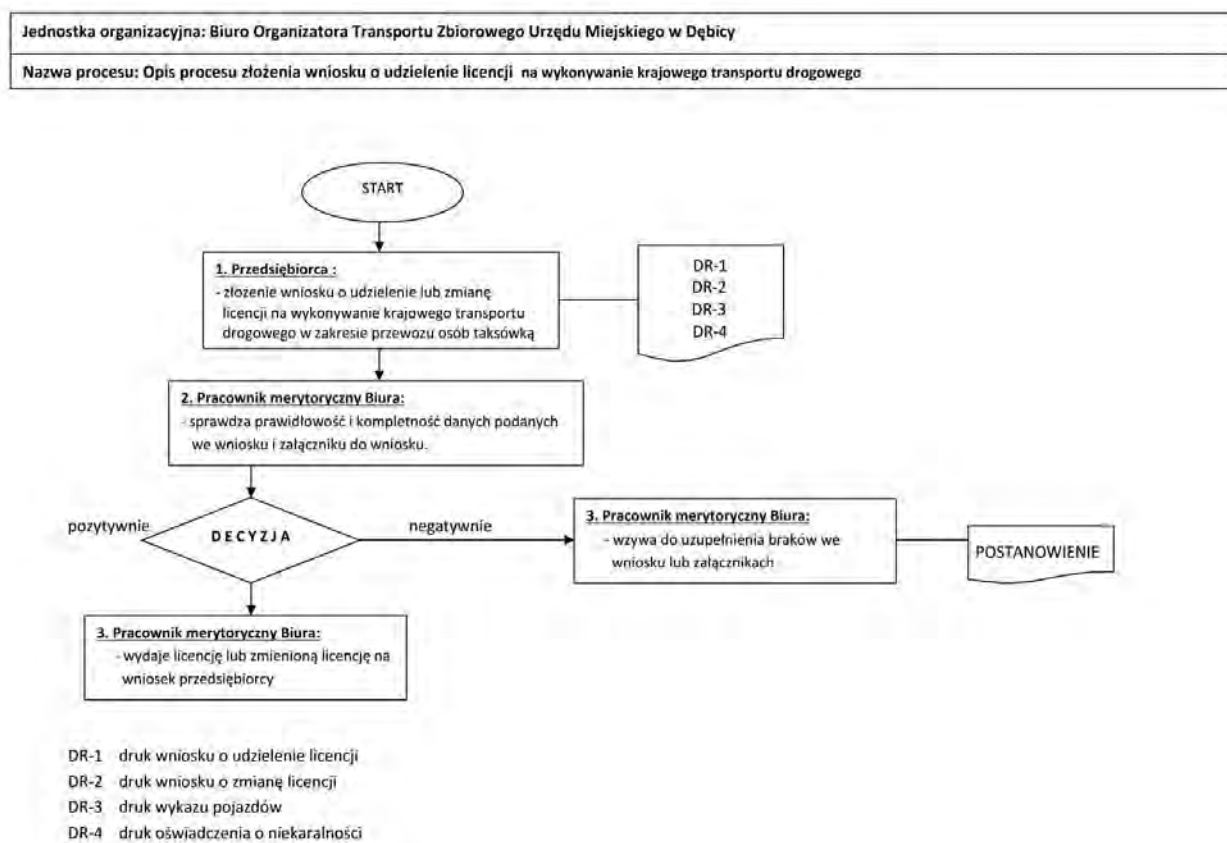 Jednostka organizacyjna: Biuro Organizatora Transportu Zbiorowego Urzędu Miejskiego w Dębicy
Nazwa procesu: Opis procesu złożenia wniosku o udzielenie licencji na wykonywanie krajowego transportu drogowego
START
1. Przedsiębiorca :
- złozenie wniosku o udzielenie lub zmianę
licencji na wykonywanie krajowego transportu
drogowego w zakresie przewozu osób taksówką
DR-1
DR-2
DR-3
DR-4
2. Pracownik merytoryczny Biura:
- sprawdza prawidłowość i kompletność danych podanych
we wniosku i załączniku do wniosku.
pozytywnie
DECYZJA
negatywnie
3. Pracownik merytoryczny Biura:
- wzywa do uzupełnienia braków we
wniosku lub załącznikach
POSTANOWIENIE
3. Pracownik merytoryczny Biura:
- wydaje licencję lub zmienioną licencję na
wniosek przedsiębiorcy
DR-1 druk wniosku o udzielenie licencji
DR-2 druk wniosku o zmianę licencji
DR-3 druk wykazu pojazdów
DR-4 druk oświadczenia o niekaralności